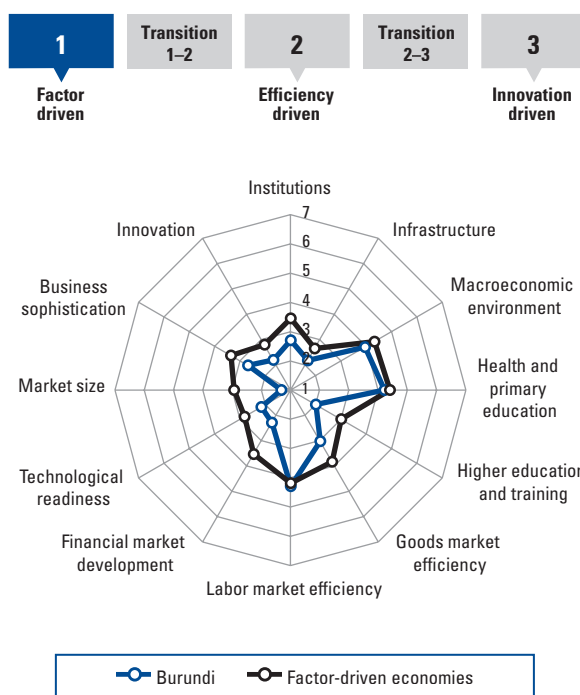 1
Transition
1–2
2
Transition
2–3
3
Factor
driven
Efficiency
driven
Innovation
driven
Institutions
7
Innovation
Infrastructure
6
5
Business
sophistication
Macroeconomic
environment
4
3
2
Market size
1
Health and
primary
education
Technological
readiness
Higher education
and training
Financial market
development
Goods market
efficiency
Labor market efficiency
Burundi
Factor-driven economies